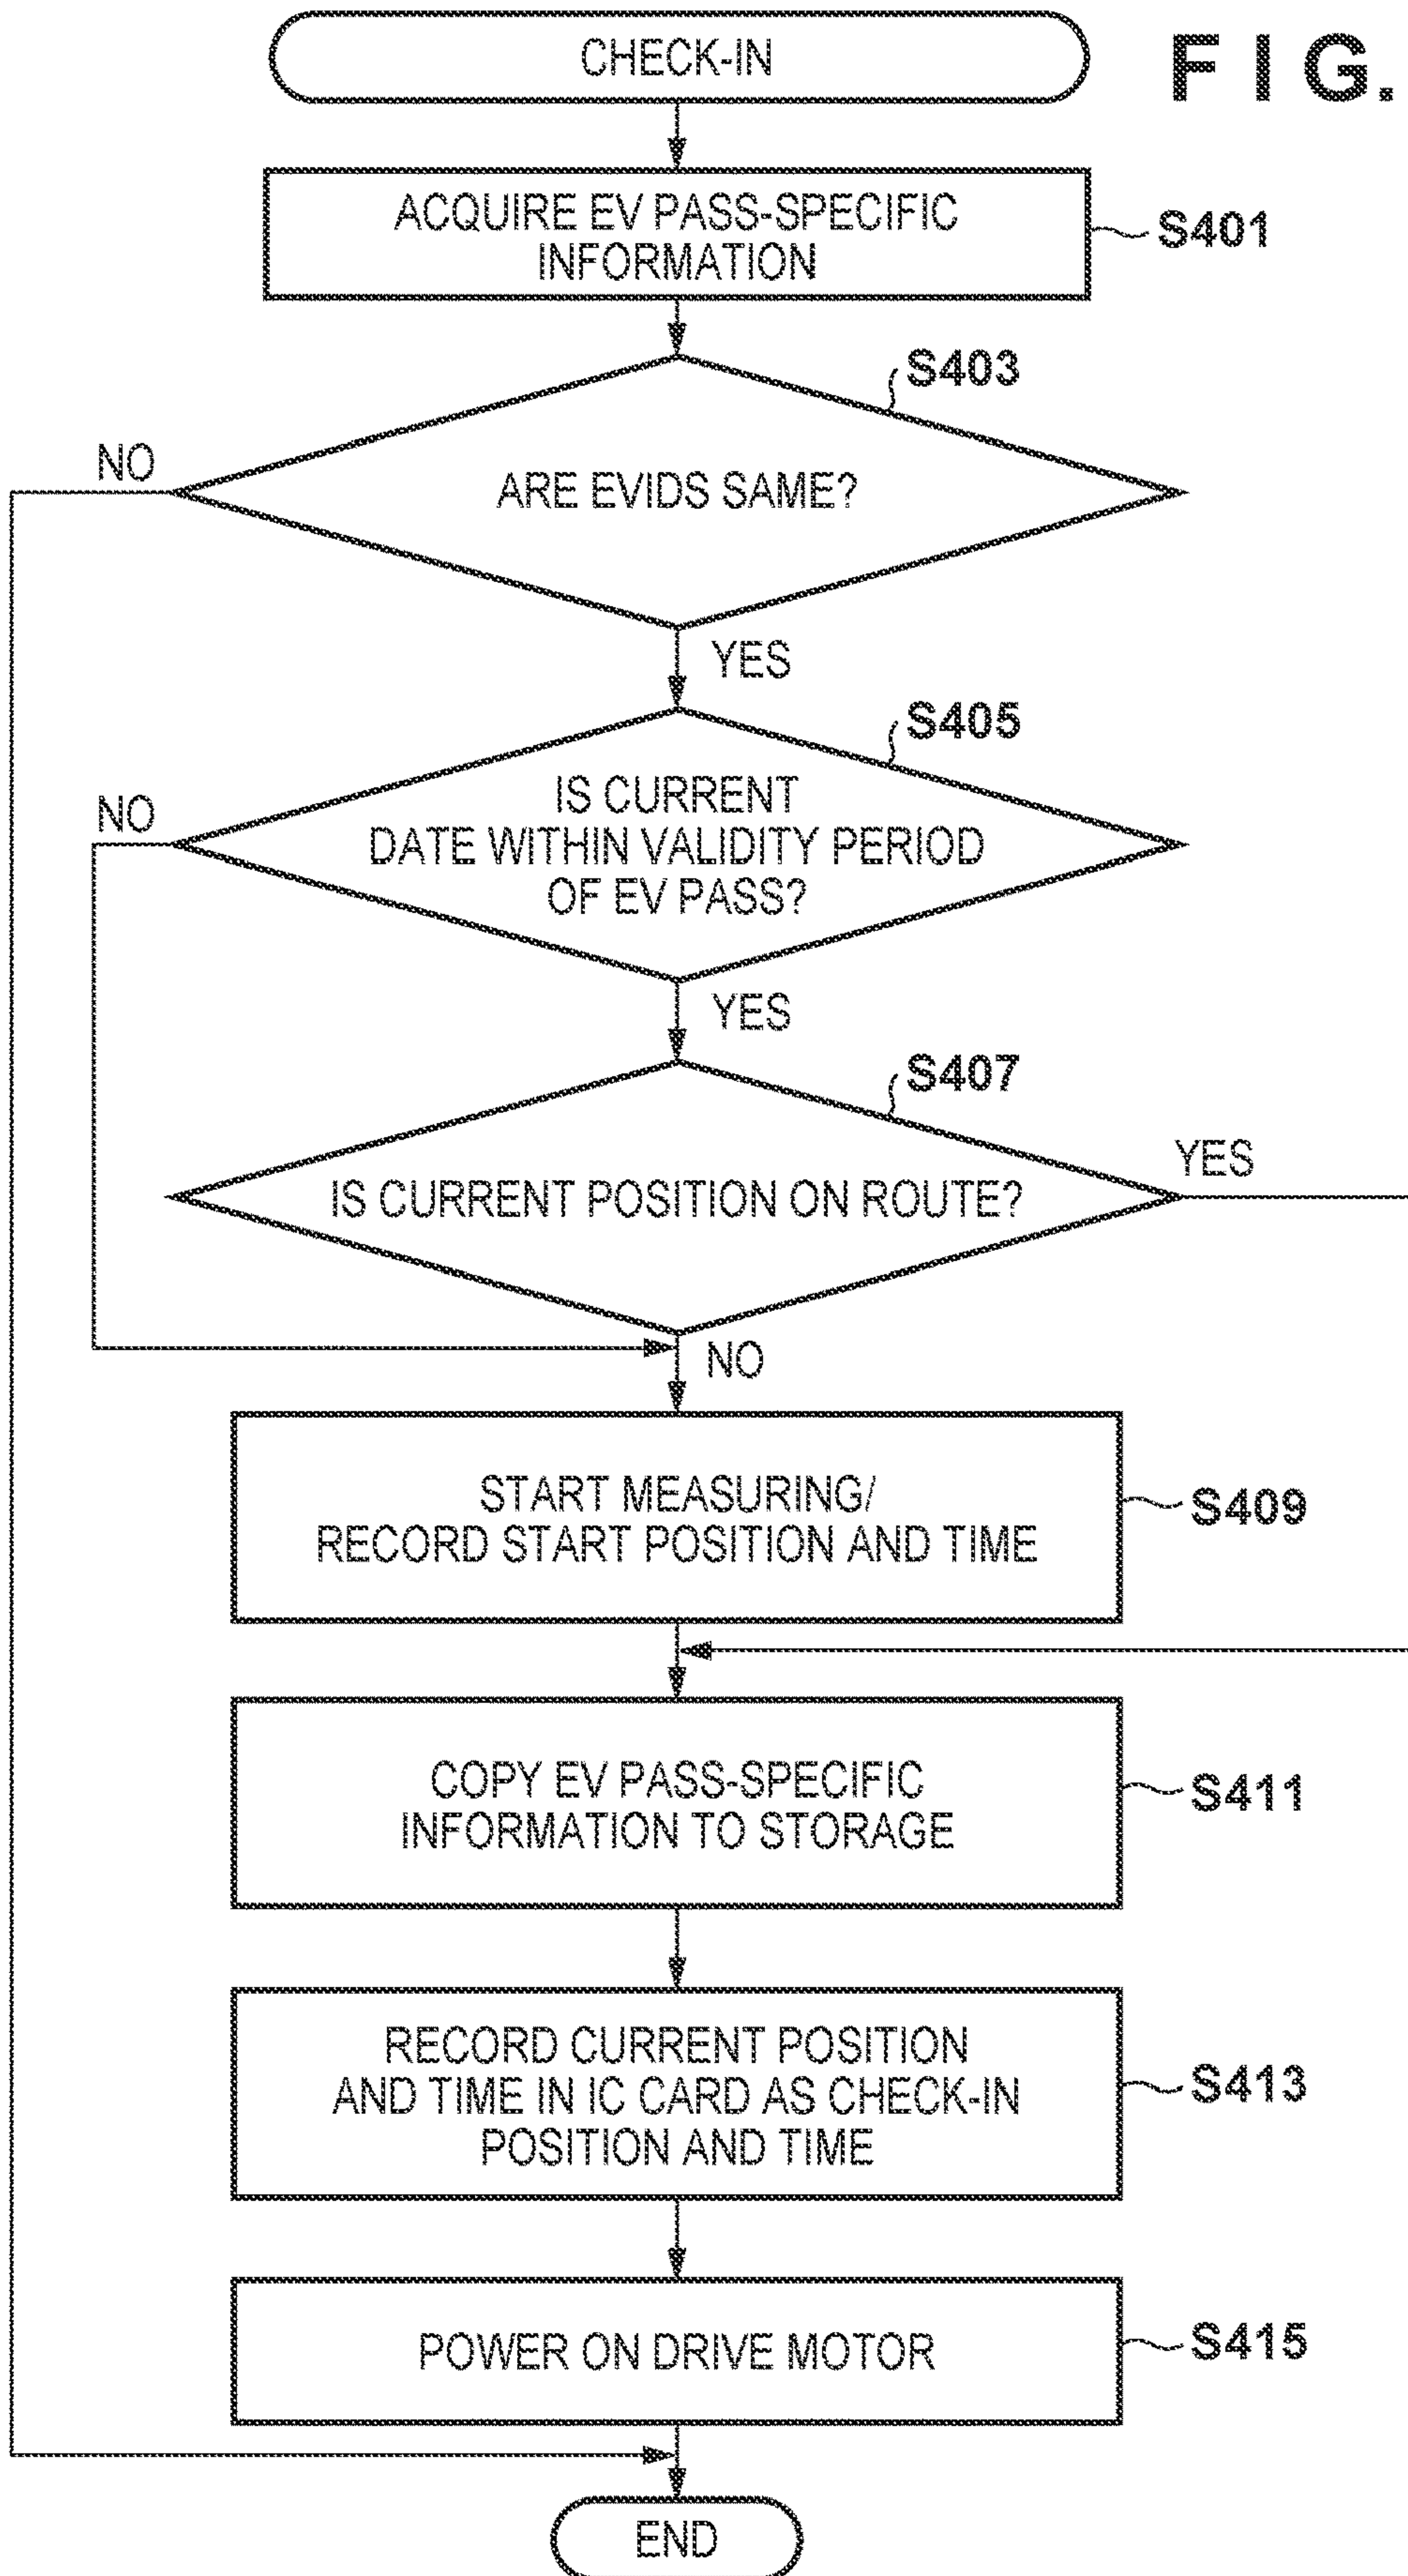 CHECK-IN
F I G.
ACQUIRE EV PASS-SPECIFIC
INFORMATION
S401
S403
NO
ARE EVIDS SAME?
YES
S405
NO
IS CURRENT
DATE WITHIN VALIDITY PERIOD
OF EV PASS?
YES
S407
YES
IS CURRENT POSITION ON ROUTE?
NO
START MEASURING/
RECORD START POSITION AND TIME
S409
COPY EV PASS-SPECIFIC
INFORMATION TO STORAGE
S411
RECORD CURRENT POSITION
AND TIME IN IC CARD AS CHECK-IN
POSITION AND TIME
S413
POWER ON DRIVE MOTOR
S415
END